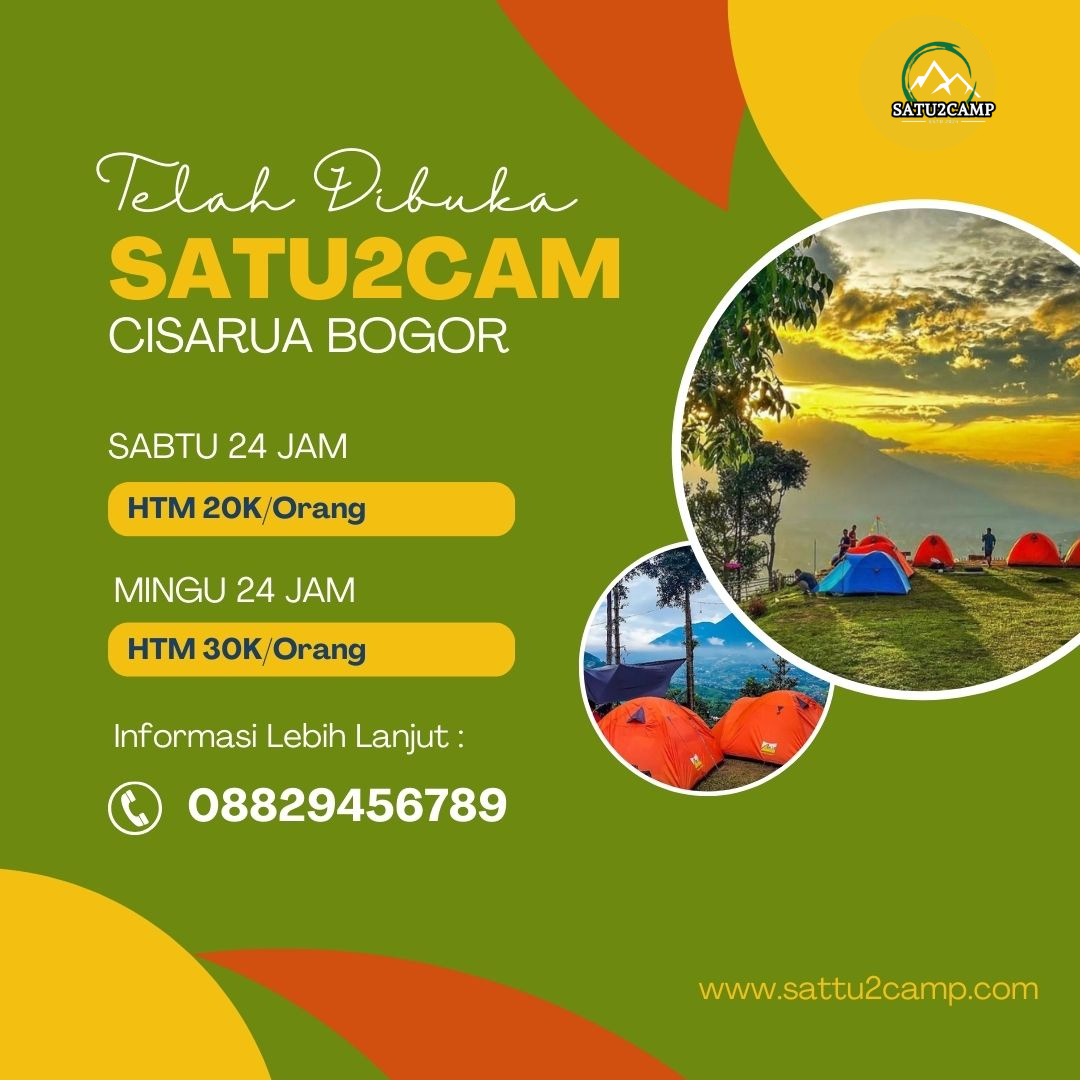 SATU2CAMP
Telah Dibuka
SATU2CAM
CISARUA BOGOR
SABTU 24 JAM
HTM 20K/Orang
MINGU 24 JAM
HTM 30K/Orang
Informasi Lebih Lanjut :
08829456789
www.sattu2camp.com